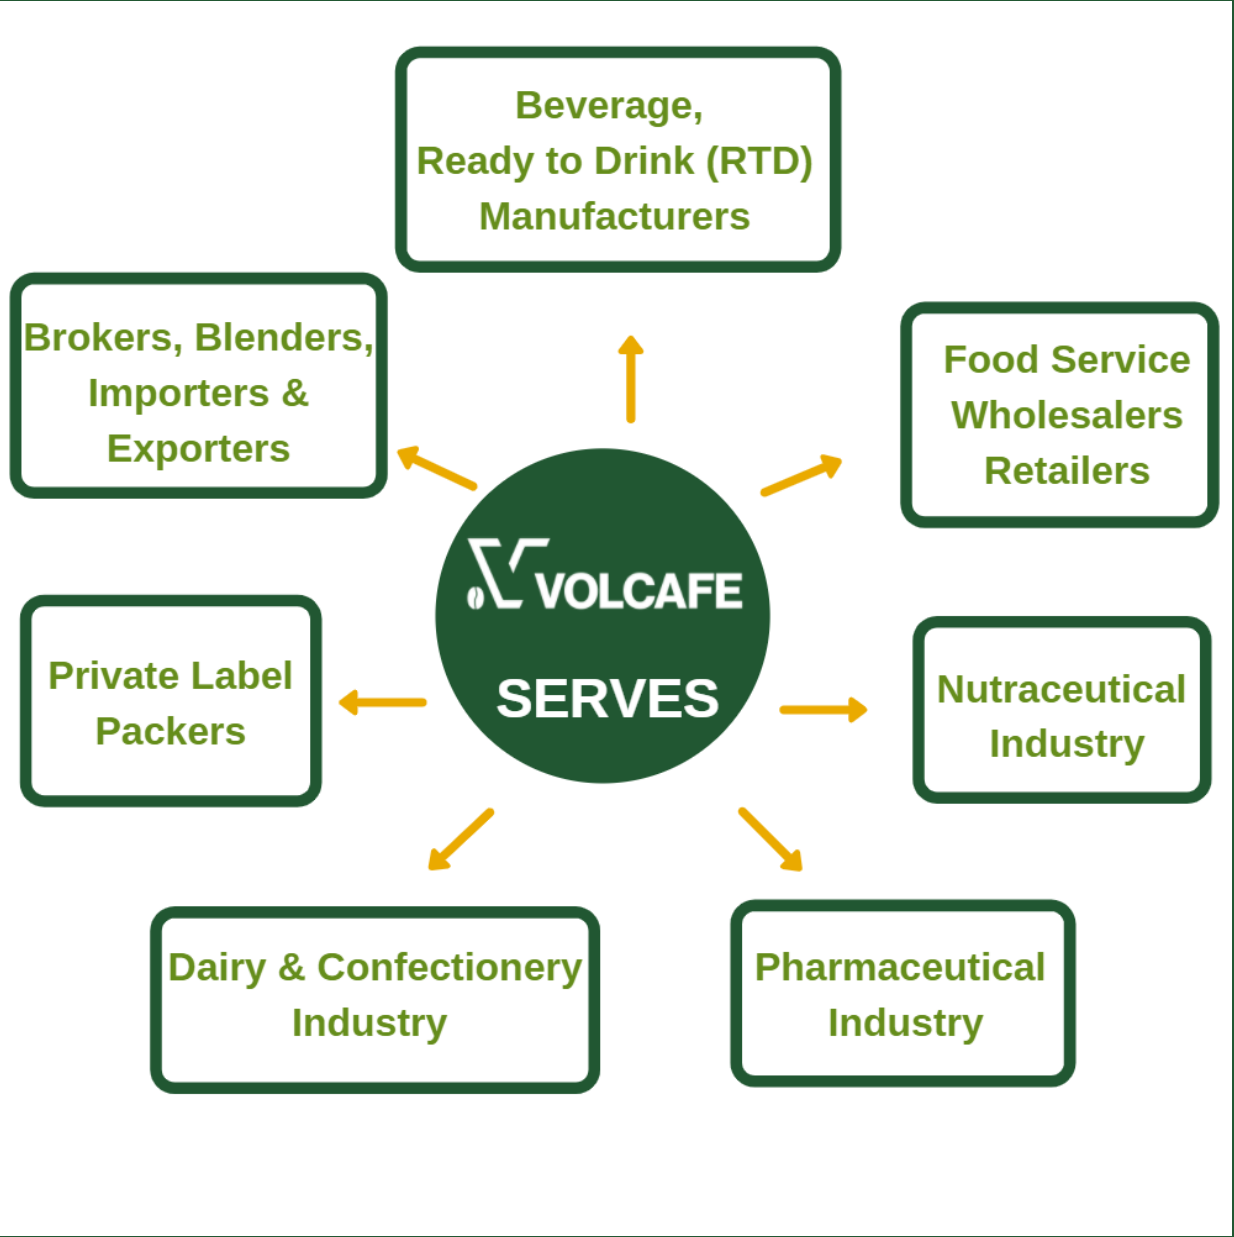 Beverage,
Ready to Drink (RTD)
Manufacturers
Brokers, Blenders,
Importers &
Exporters
Food Service
Wholesalers
Retailers
VOLCAFE
SERVES
Private Label
Packers
Nutraceutical
Industry
Dairy & Confectionery
Industry
Pharmaceutical
Industry